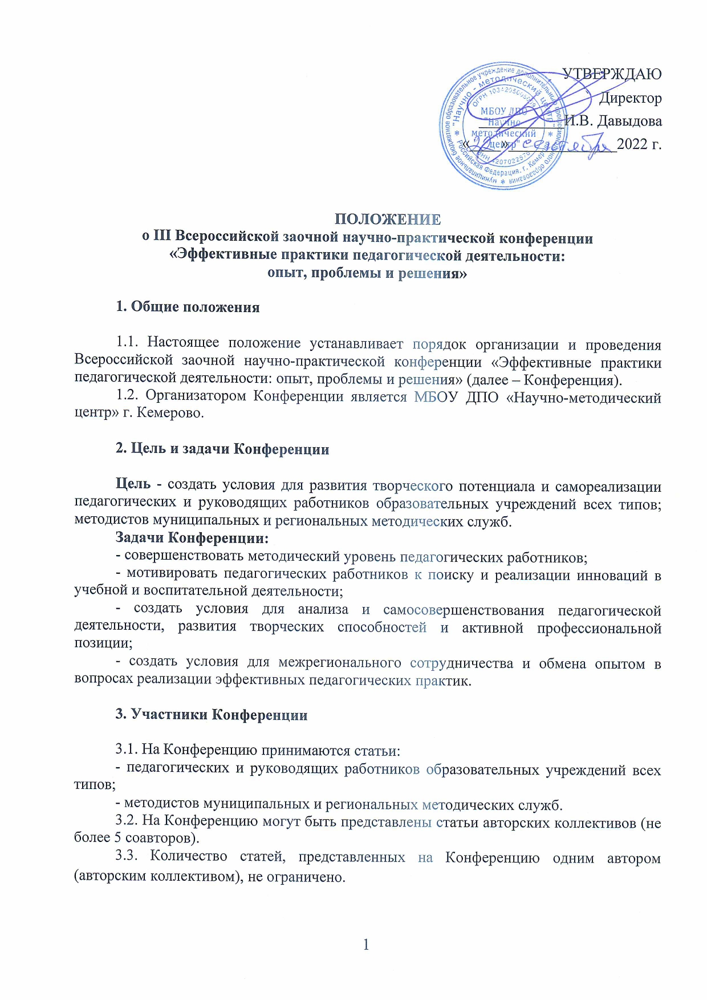 УТВЕРЖДАЮ
Директор
И.В. Давыдова
«22» сентября 2022 г.
муниципальное бюджетное образовательное учреждение дополнительного профессионального образования
"Научно - методический центр"
Российская Федерация, г. Кемерово
МБОУ ДПО
"Научно
методический
центр"
ПОЛОЖЕНИЕ
о III Всероссийской заочной научно-практической конференции
«Эффективные практики педагогической деятельности:
опыт, проблемы и решения»
1. Общие положения
1.1. Настоящее положение устанавливает порядок организации и проведения
Всероссийской заочной научно-практической конференции «Эффективные практики
педагогической деятельности: опыт, проблемы и решения» (далее – Конференция).
1.2. Организатором Конференции является МБОУ ДПО «Научно-методический
центр» г. Кемерово.
2. Цель и задачи Конференции
Цель - создать условия для развития творческого потенциала и самореализации
педагогических и руководящих работников образовательных учреждений всех типов;
методистов муниципальных и региональных методических служб.
Задачи Конференции:
- совершенствовать методический уровень педагогических работников;
- мотивировать педагогических работников к поиску и реализации инноваций в
учебной и воспитательной деятельности;
- создать условия для анализа и самосовершенствования педагогической
деятельности, развития творческих способностей и активной профессиональной
позиции;
- создать условия для межрегионального сотрудничества и обмена опытом в
вопросах реализации эффективных педагогических практик.
3. Участники Конференции
3.1. На Конференцию принимаются статьи:
- педагогических и руководящих работников образовательных учреждений всех
типов;
- методистов муниципальных и региональных методических служб.
3.2. На Конференцию могут быть представлены статьи авторских коллективов (не
более 5 соавторов).
3.3. Количество статей, представленных на Конференцию одним автором
(авторским коллективом), не ограничено.
1